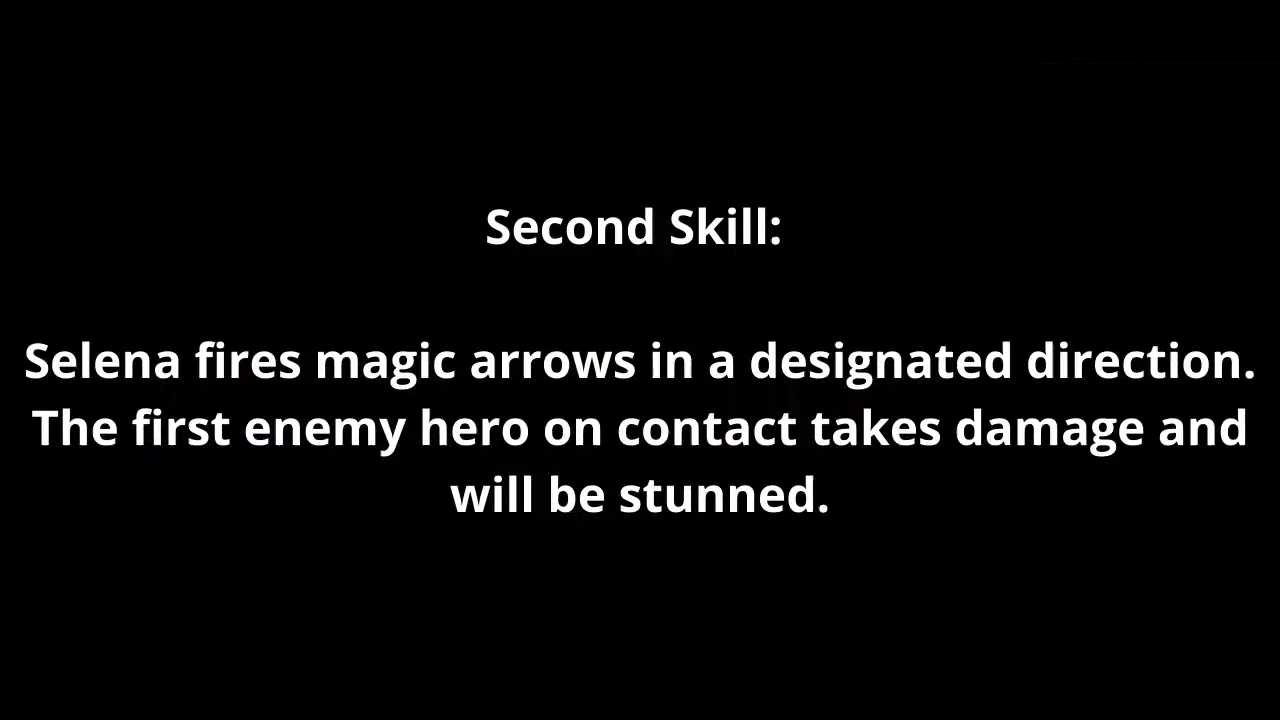 Second Skill:
Selena fires magic arrows in a designated direction.
The first enemy hero on contact takes damage and
will be stunned.